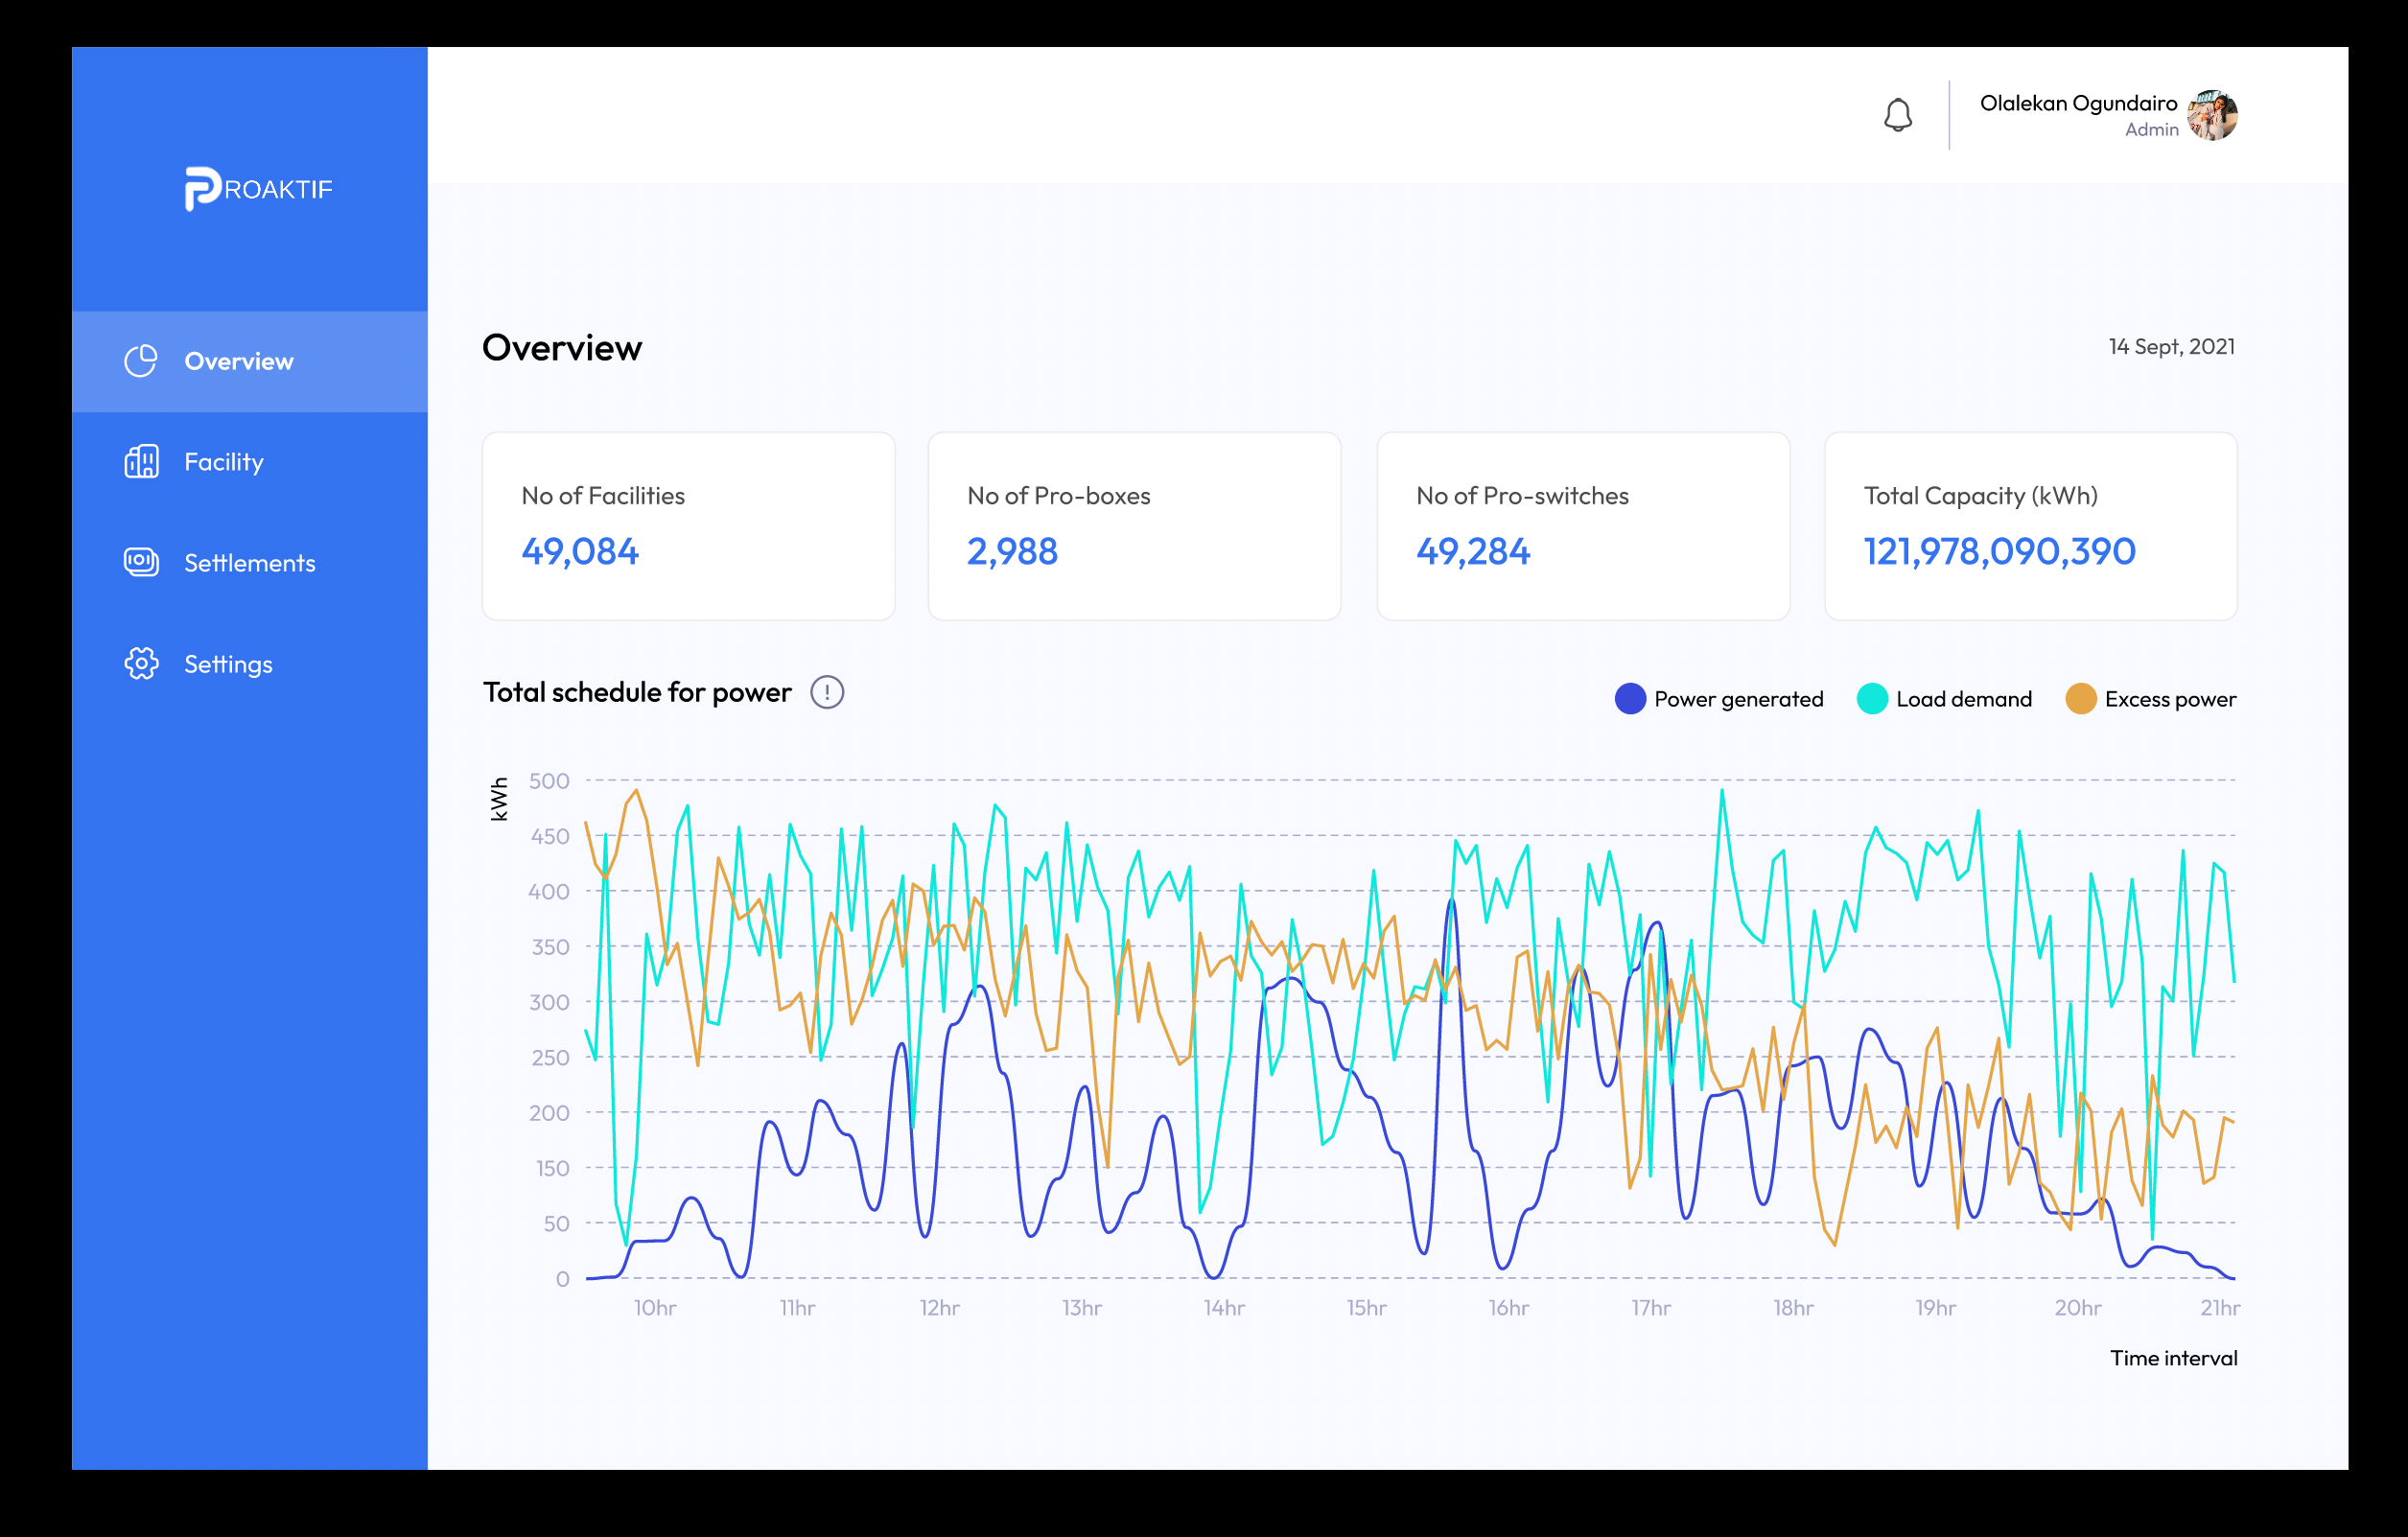 Olalekan Ogundairo
Admin
PROAKTIF
Overview
Facility
Settlements
Settings
Overview
14 Sept, 2021
No of Facilities
49,084
No of Pro-boxes
2,988
No of Pro-switches
49,284
Total Capacity (kWh)
121,978,090,390
Total schedule for power
Power generated
Load demand
Excess power
kWh
500
450
400
350
300
250
200
150
50
0
10hr 11hr 12hr 13hr 14hr 15hr 16hr 17hr 18hr 19hr 20hr 21hr
Time interval